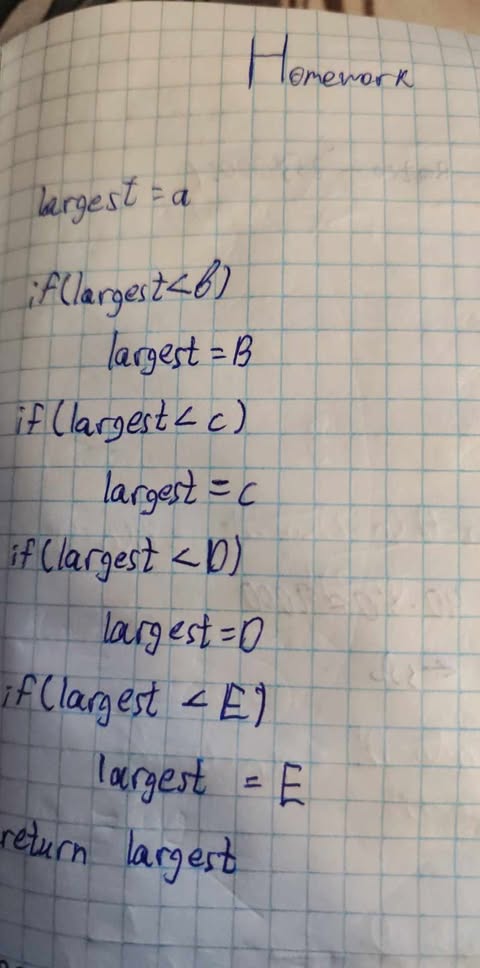 Homework
largest = a
if(largest<B)
largest = B
if(largest < c)
largest = c
if(largest < D)
largest = D
if(largest < E)
largest = E
return largest